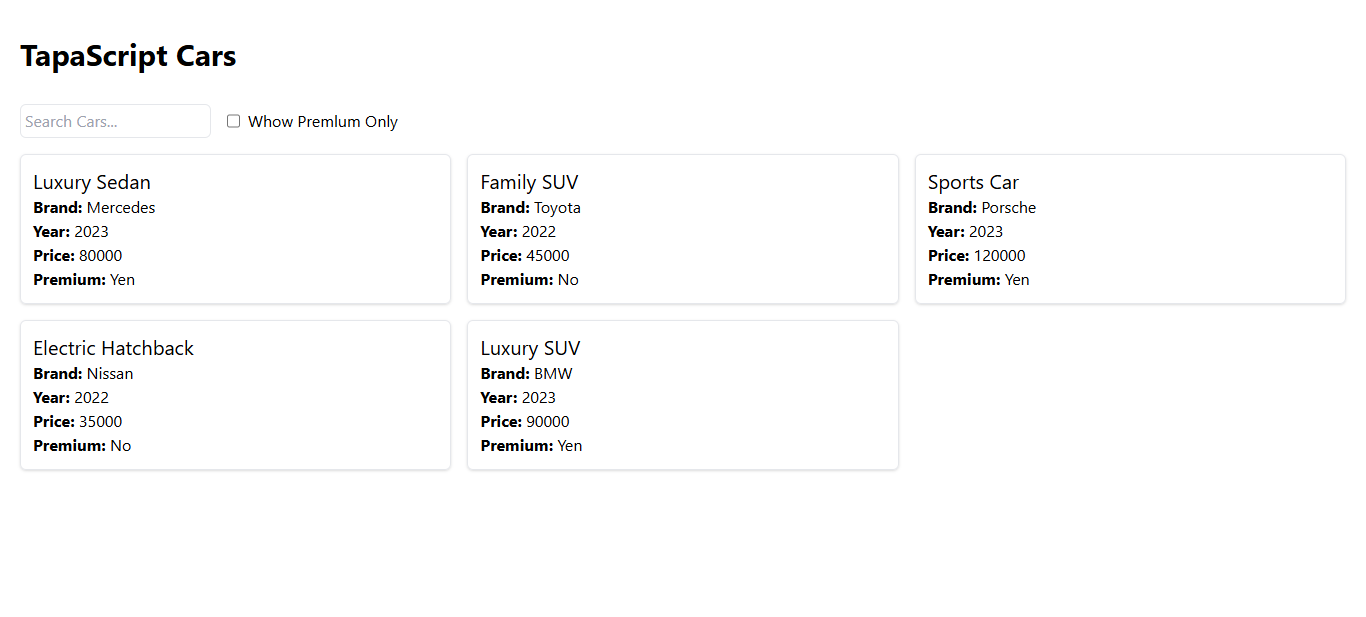 TapaScript Cars
Search Cars...
Whow Premlum Only
Luxury Sedan
Brand: Mercedes
Year: 2023
Price: 80000
Premium: Yen
Family SUV
Brand: Toyota
Year: 2022
Price: 45000
Premium: No
Sports Car
Brand: Porsche
Year: 2023
Price: 120000
Premium: Yen
Electric Hatchback
Brand: Nissan
Year: 2022
Price: 35000
Premium: No
Luxury SUV
Brand: BMW
Year: 2023
Price: 90000
Premium: Yen